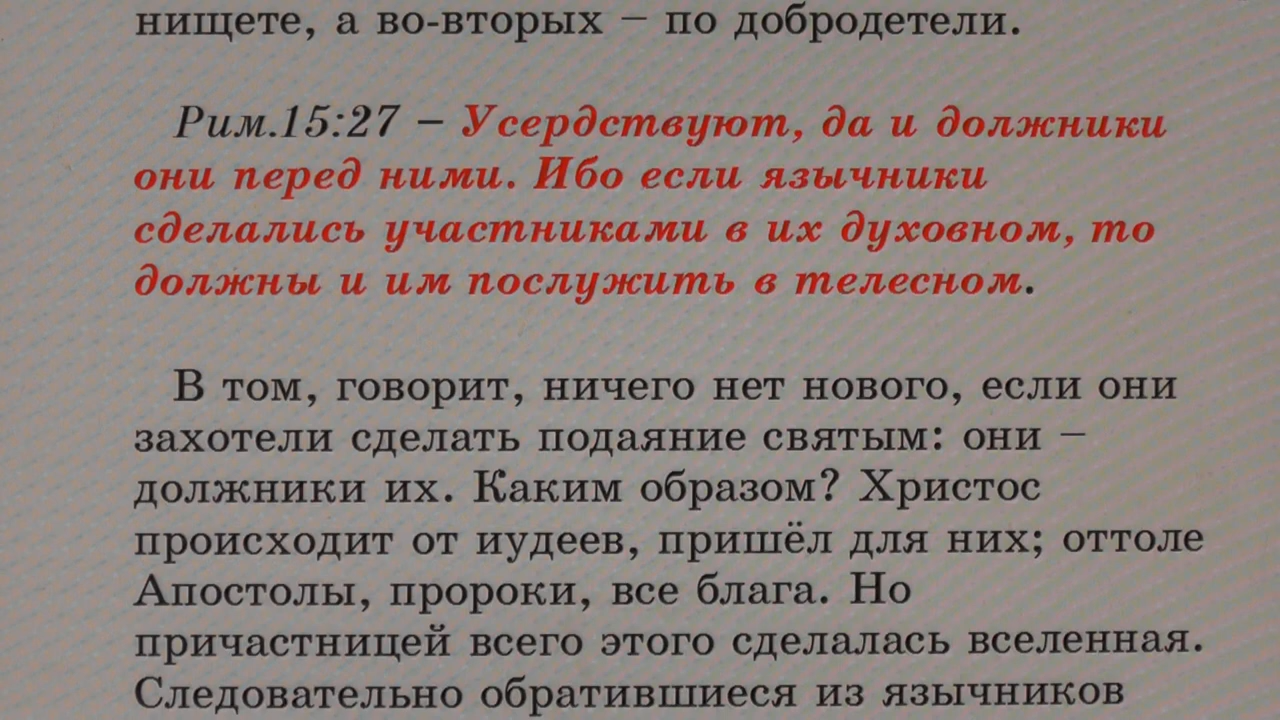 нищете, а во-вторых – по добродетели.
Рим.15:27 – Усердствуют, да и должники
они перед ними. Ибо если язычники
сделались участниками в их духовном, то
должны и им послужить в телесном.
В том, говорит, ничего нет нового, если они
захотели сделать подаяние святым: они –
должники их. Каким образом? Христос
происходит от иудеев, пришёл для них; оттоле
Апостолы, пророки, все блага. Но
причастницей всего этого сделалась вселенная.
Следовательно обратившиеся из язычников